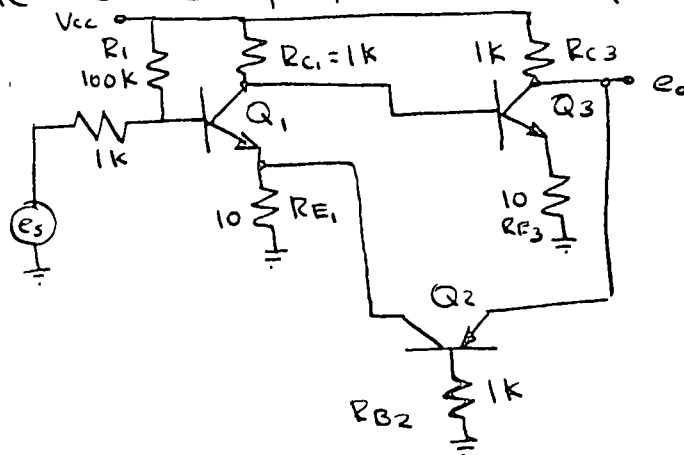 Vcc
R1
100K
RC1 = 1K
1K
RC3
eo
Q1
Q3
1K
10
RE1
10
RE3
es
Q2
RB2
1K